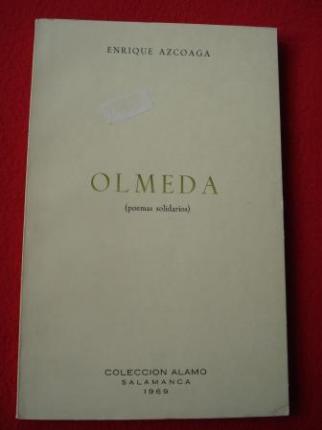 ENRIQUE AZCOAGA
OLMEDA
(poemas solidarios)
COLECCION ALAMO
SALAMANCA
1969